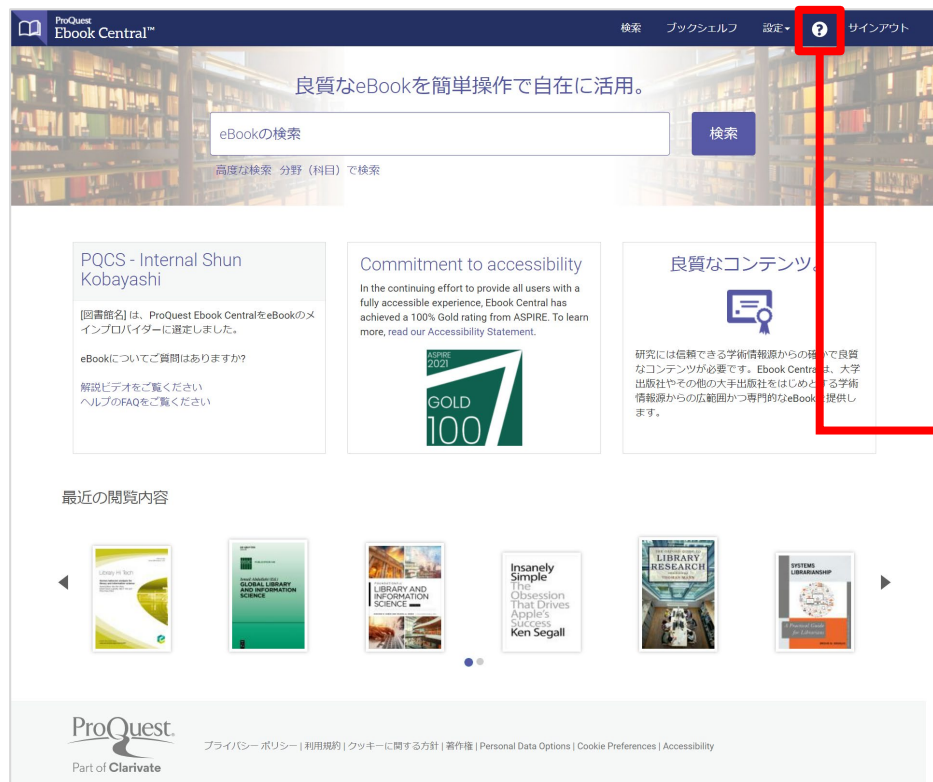 ProQuest
Ebook Central™
検索 ブックシェルフ 設定 ? サインアウト
良質なeBookを簡単操作で自在に活用。
eBookの検索
検索
高度な検索 分野（科目）で検索
PQCS - Internal Shun
Kobayashi
[図書館名] は、ProQuest Ebook CentralをeBookのメ
インプロバイダーに選定しました。
eBookについてご質問はありますか?
解説ビデオをご覧ください
ヘルプのFAQをご覧ください
Commitment to accessibility
In the continuing effort to provide all users with a
fully accessible experience, Ebook Central has
achieved a 100% Gold rating from ASPIRE. To learn
more, read our Accessibility Statement.
ASPIRE
2021
GOLD
100
良質なコンテンツ。
研究には信頼できる学術情報源からの確かで良質
なコンテンツが必要です。Ebook Centralは、大学
出版社やその他の大手出版社をはじめとする学術
情報源からの広範囲かつ専門的なeBookを提供し
ます。
最近の閲覧内容
Library Hi Tech
GLOBAL LIBRARY
AND INFORMATION
SCIENCE
LIBRARY AND
INFORMATION
SCIENCE
Insanely
Simple
The
Obsession
That Drives
Apple's
Success
Ken Segall
LIBRARY
RESEARCH
THOMAS MANN
SYSTEMS
LIBRARIANSHIP
A Practical Guide
for Librarians
ProQuest
Part of Clarivate
プライバシー ポリシー | 利用規約 | クッキーに関する方針 | 著作権 | Personal Data Options | Cookie Preferences | Accessibility